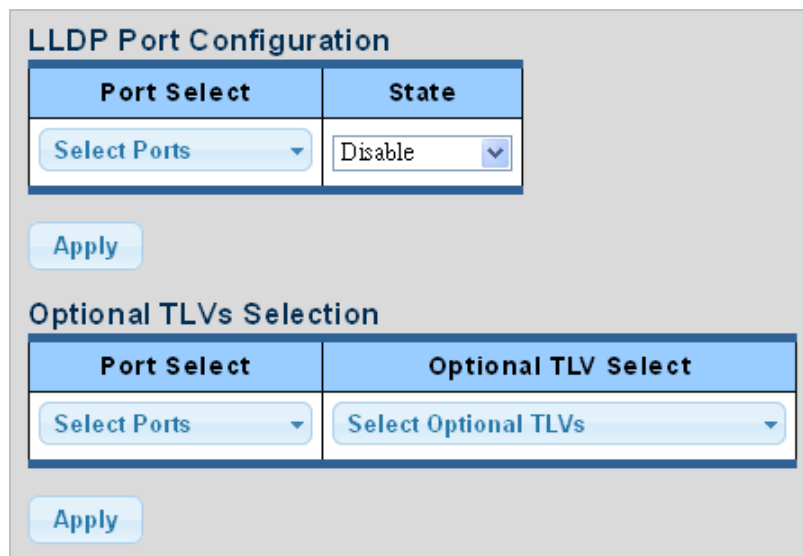 LLDP Port Configuration
Port Select State
Select Ports Disable
Apply
Optional TLVs Selection
Port Select Optional TLV Select
Select Ports Select Optional TLVs
Apply